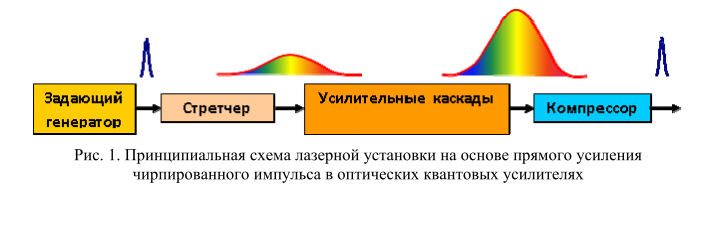 Задающий
генератор
Стретчер
Усилительные каскады
Компрессор
Рис. 1. Принципиальная схема лазерной установки на основе прямого усиления
чирпированного импульса в оптических квантовых усилителях